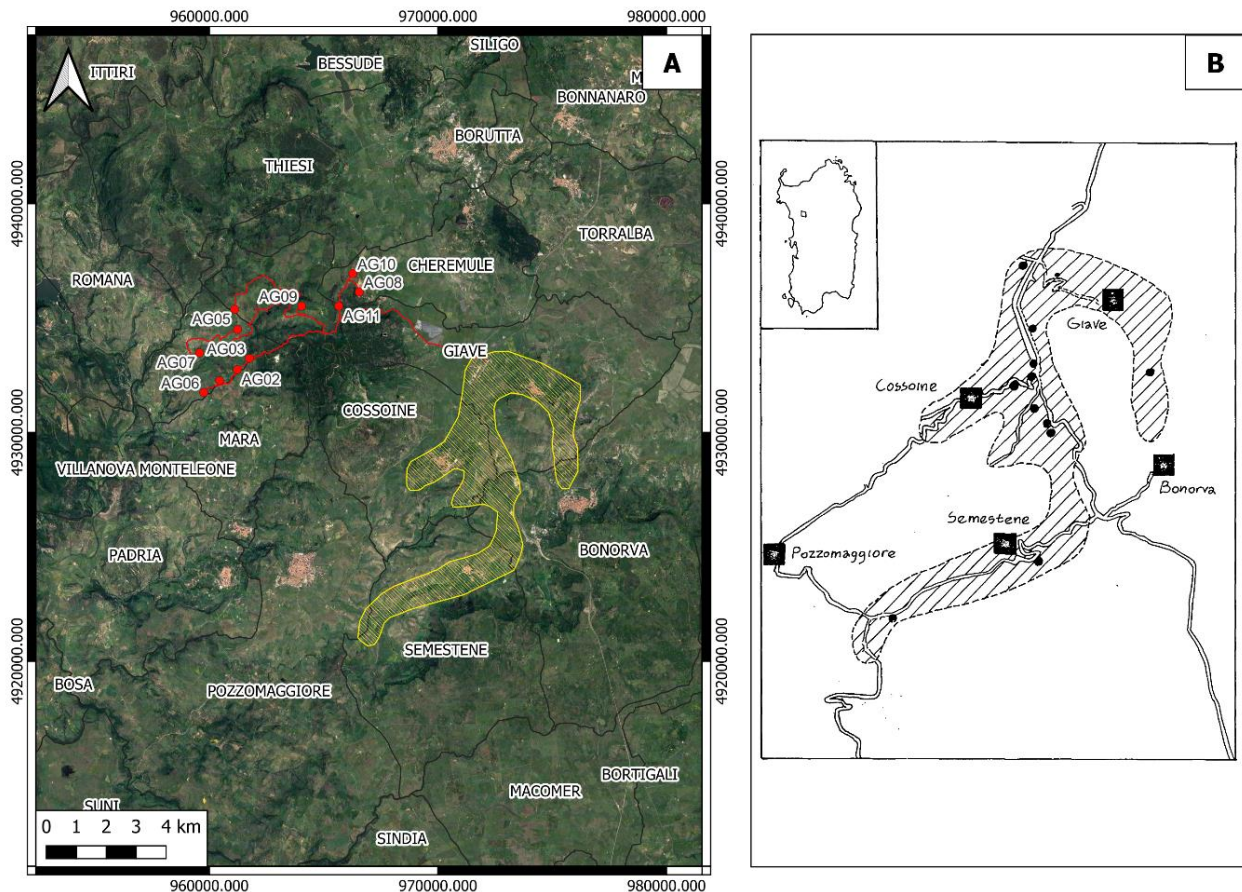 960000.000
970000.000
980000.000
4940000.000
4930000.000
4920000.000
A
SILIGO
BESSUDE
ITTIRI
M
BONNANARO
BORUTTA
THIESI
TORRALBA
ROMANA
CHEREMULE
AG10
AG08
AG09
AG11
AG05
AG03
AG07
AG02
AG06
GIAVE
COSSOINE
MARA
VILLANOVA MONTELEONE
PADRIA
BONORVA
SEMESTENE
BOSA
POZZOMAGGIORE
BORTIGALI
MACOMER
SUNI
SINDIA
0 1 2 3 4 km
960000.000
970000.000
980000.000
4940000.000
4930000.000
4920000.000
B
Giave
Cossoine
Bonorva
Semestene
Pozzomaggiore